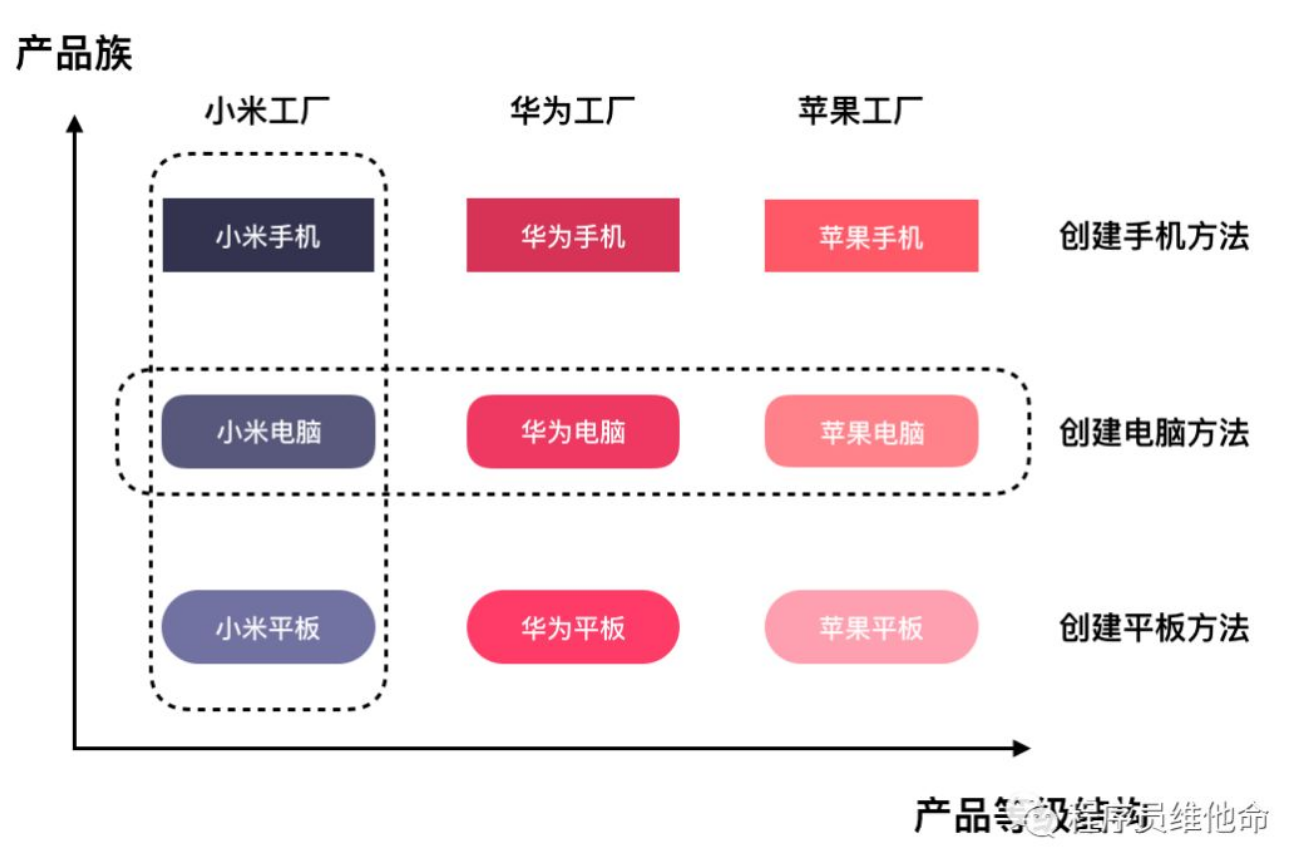 产品族
小米工厂 华为工厂 苹果工厂
小米手机 华为手机 苹果手机 创建手机方法
小米电脑 华为电脑 苹果电脑 创建电脑方法
小米平板 华为平板 苹果平板 创建平板方法
产品等级结构
程序员维他命